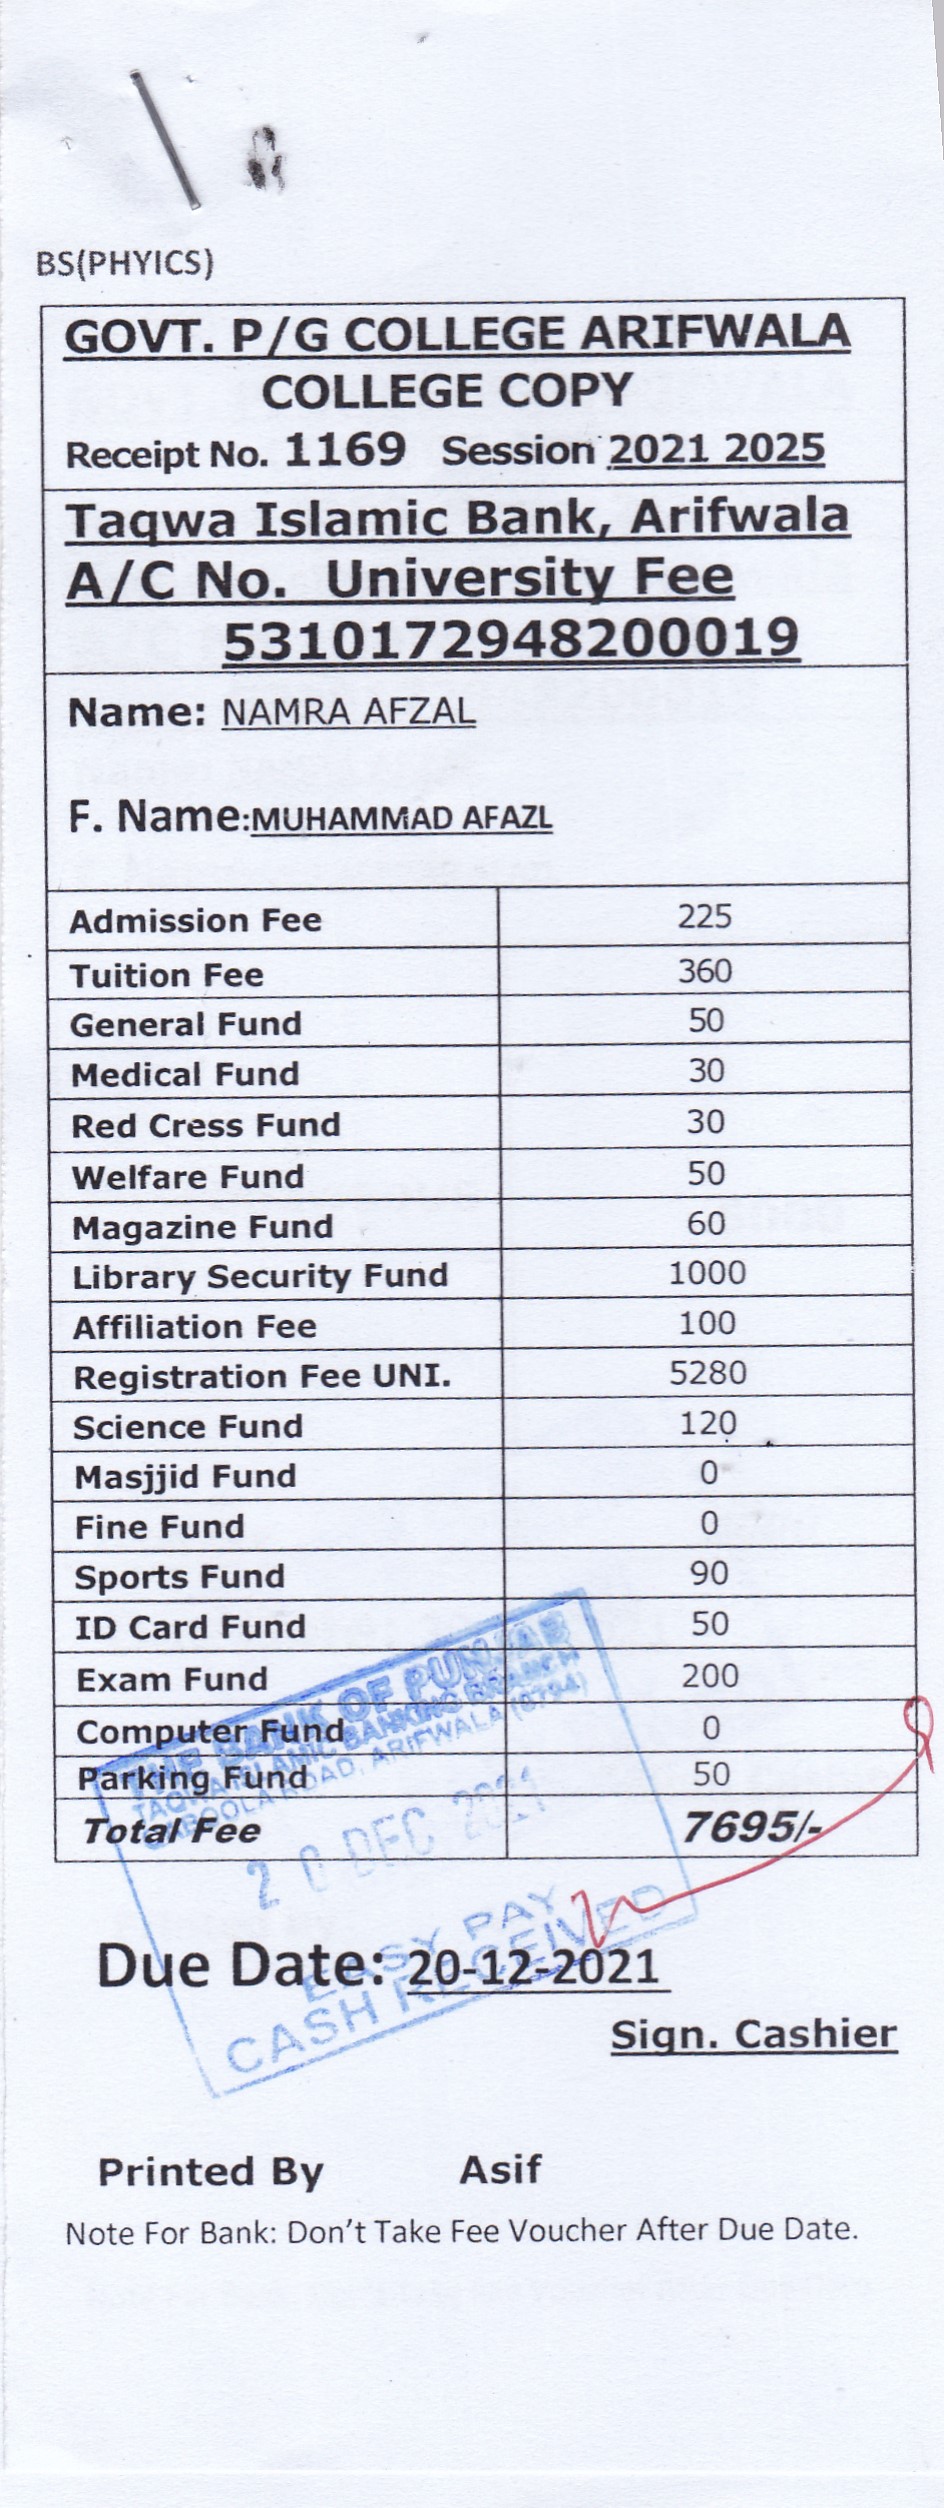 BS(PHYICS)
GOVT. P/G COLLEGE ARIFWALA
COLLEGE COPY
Receipt No. 1169 Session 2021 2025
Taqwa Islamic Bank, Arifwala
A/C No. University Fee
5310172948200019
Name: NAMRA AFZAL
F. Name:MUHAMMAD AFAZL
Admission Fee 225
Tuition Fee 360
General Fund 50
Medical Fund 30
Red Cress Fund 30
Welfare Fund 50
Magazine Fund 60
Library Security Fund 1000
Affiliation Fee 100
Registration Fee UNI. 5280
Science Fund 120
Masjjid Fund 0
Fine Fund 0
Sports Fund 90
ID Card Fund 50
Exam Fund 200
Computer Fund 0
Parking Fund 50
Total Fee 7695/-
THE BANK OF PUNJAB
TAQWA ISLAMIC BANKING BRANCH
ROAD, ARIFWALA
20 DEC 2021
EASY PAY
CASH RECEIVED
Due Date: 20-12-2021
Sign. Cashier
Printed By Asif
Note For Bank: Don't Take Fee Voucher After Due Date.